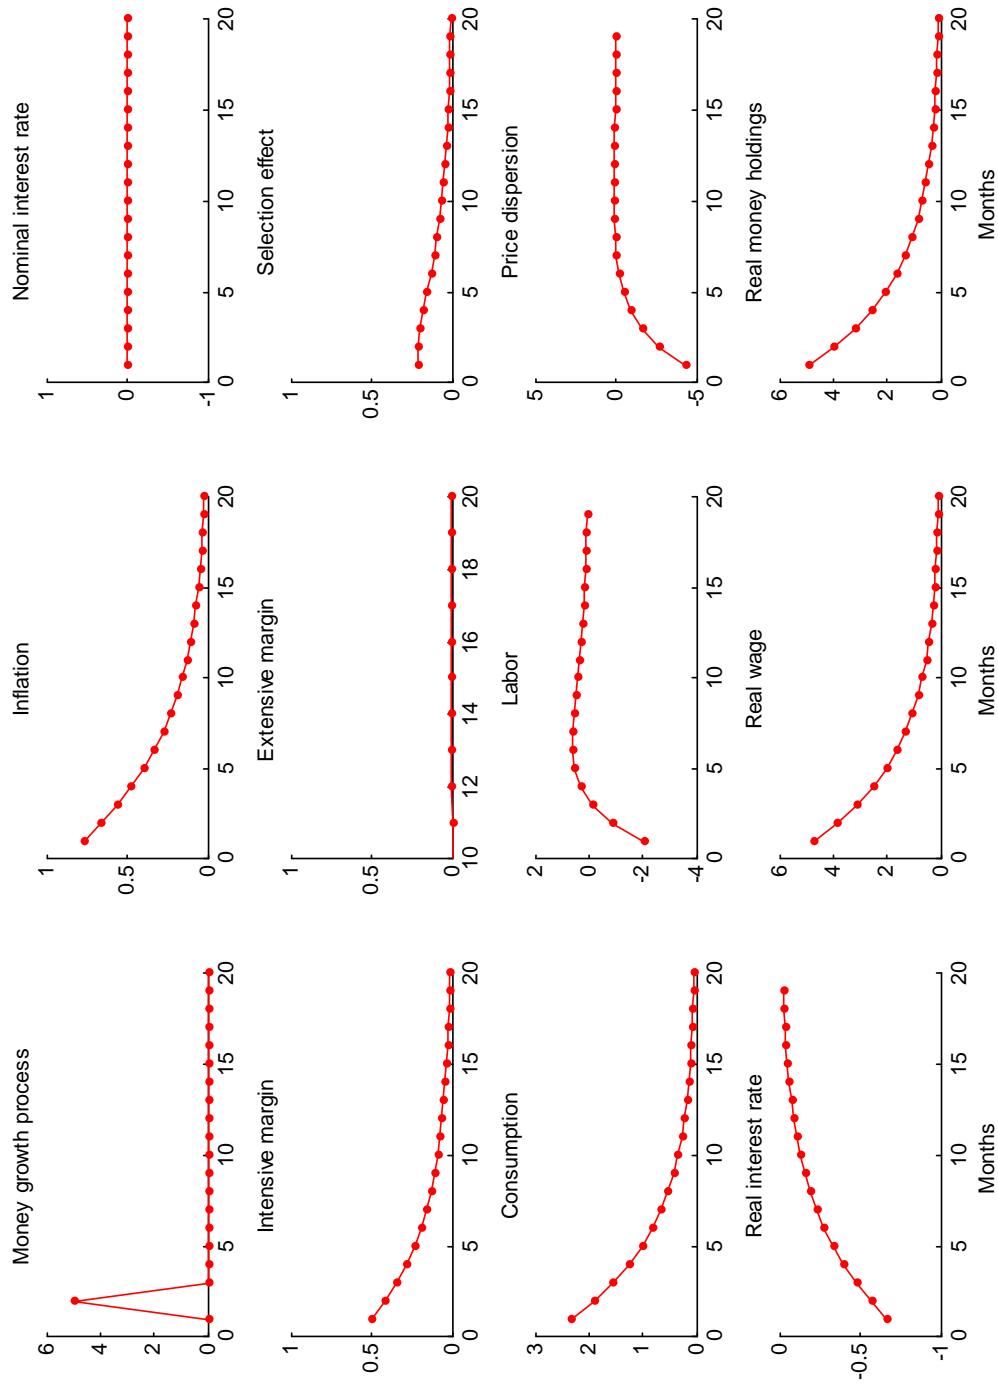 Money growth process
6
4
2
0
0 5 10 15 20
Inflation
1
0.5
0
0 5 10 15 20
Nominal interest rate
1
0
-1
0 5 10 15 20
Intensive margin
1
0.5
0
0 5 10 15 20
Extensive margin
1
0.5
0
10 12 14 16 18 20
Selection effect
1
0.5
0
0 5 10 15 20
Consumption
3
2
1
0
0 5 10 15 20
Labor
2
0
-2
-4
0 5 10 15 20
Price dispersion
5
0
-5
0 5 10 15 20
Real interest rate
0
-0.5
-1
0 5 10 15 20
Months
Real wage
6
4
2
0
0 5 10 15 20
Months
Real money holdings
6
4
2
0
0 5 10 15 20
Months